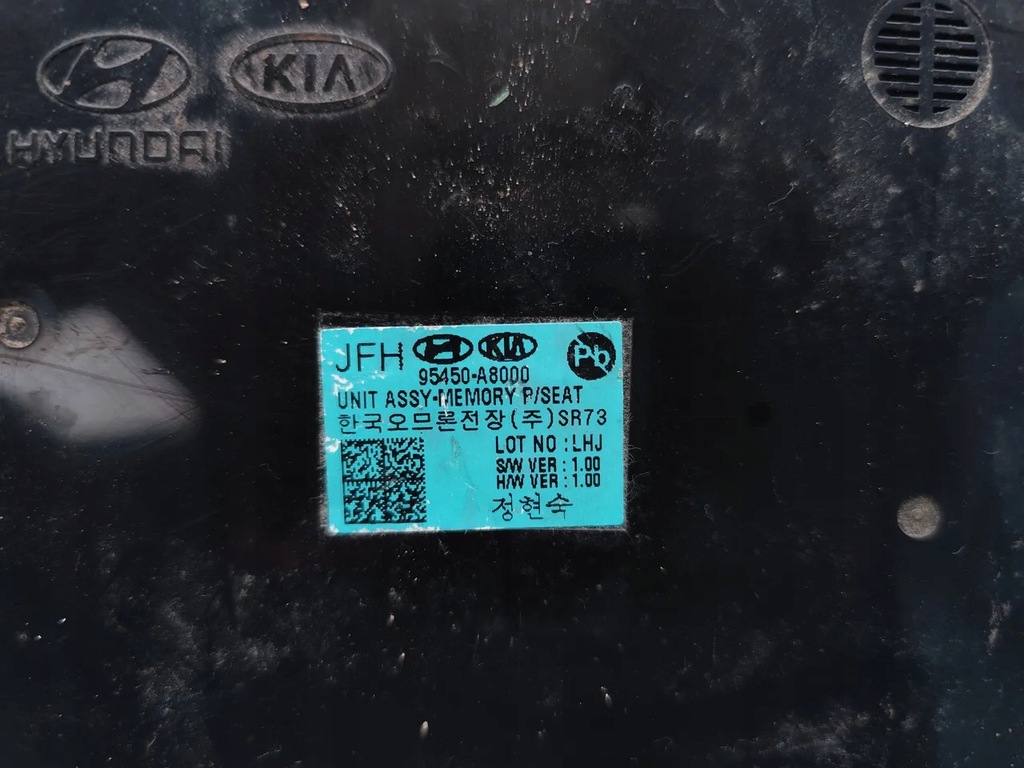 KIA
HYUNDAI
JFH KIA Pb
95450-A8000
UNIT ASSY-MEMORY P/SEAT
한국오므론전장(주)SR73
LOT NO : LHJ
S/W VER : 1.00
H/W VER : 1.00
정현숙